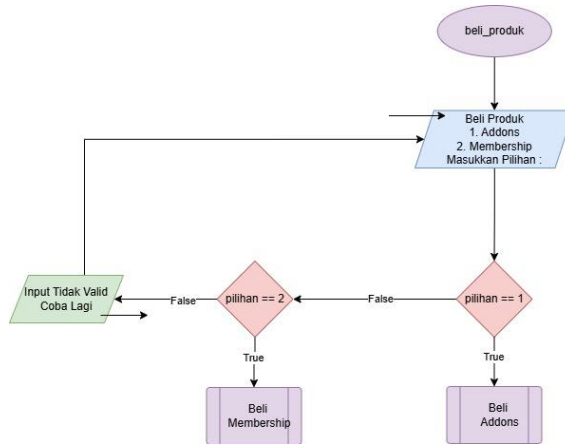 beli_produk
Beli Produk
1. Addons
2. Membership
Masukkan Pilihan :
pilihan == 1
False
pilihan == 2
False
Input Tidak Valid
Coba Lagi
True
True
Beli
Membership
Beli
Addons